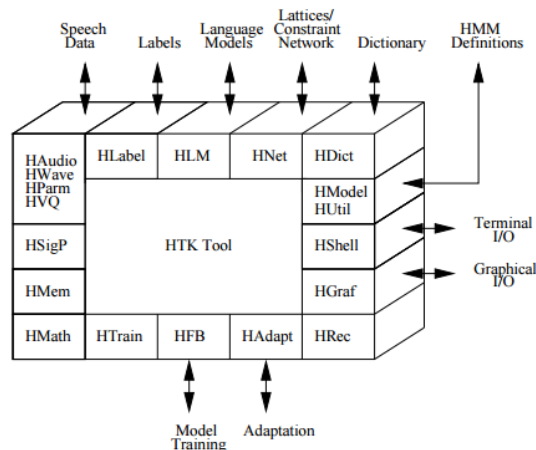 Speech
Data
Labels
Language
Models
Lattices/
Constraint
Network
Dictionary
HMM
Definitions
HAudio
HWave
HParm
HVQ
HLabel
HLM
HNet
HDict
HModel
HUtil
HSigP
HTK Tool
HShell
Terminal
I/O
HMem
HGraf
Graphical
I/O
HMath
HTrain
HFB
HAdapt
HRec
Model
Training
Adaptation